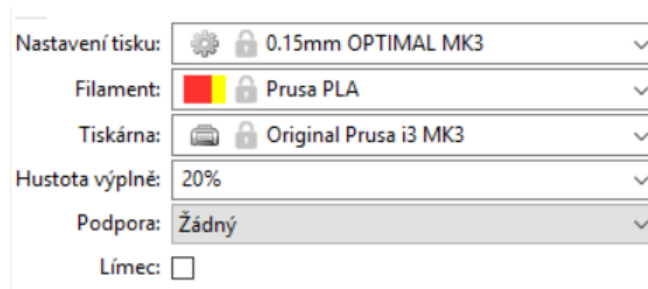 Nastavení tisku: 0.15mm OPTIMAL MK3
Filament: Prusa PLA
Tiskárna: Original Prusa i3 MK3
Hustota výplně: 20%
Podpora: Žádný
Límec: